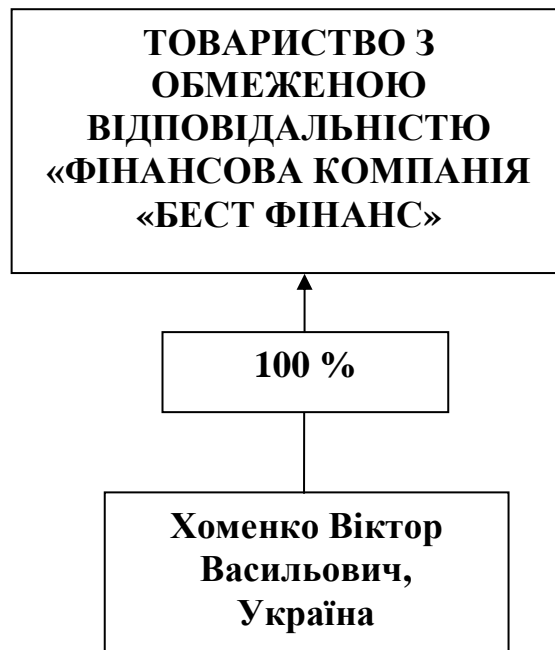 ТОВАРИСТВО З
ОБМЕЖЕНОЮ
ВІДПОВІДАЛЬНІСТЮ
«ФІНАНСОВА КОМПАНІЯ
«БЕСТ ФІНАНС»
100 %
Хоменко Віктор
Васильович,
Україна